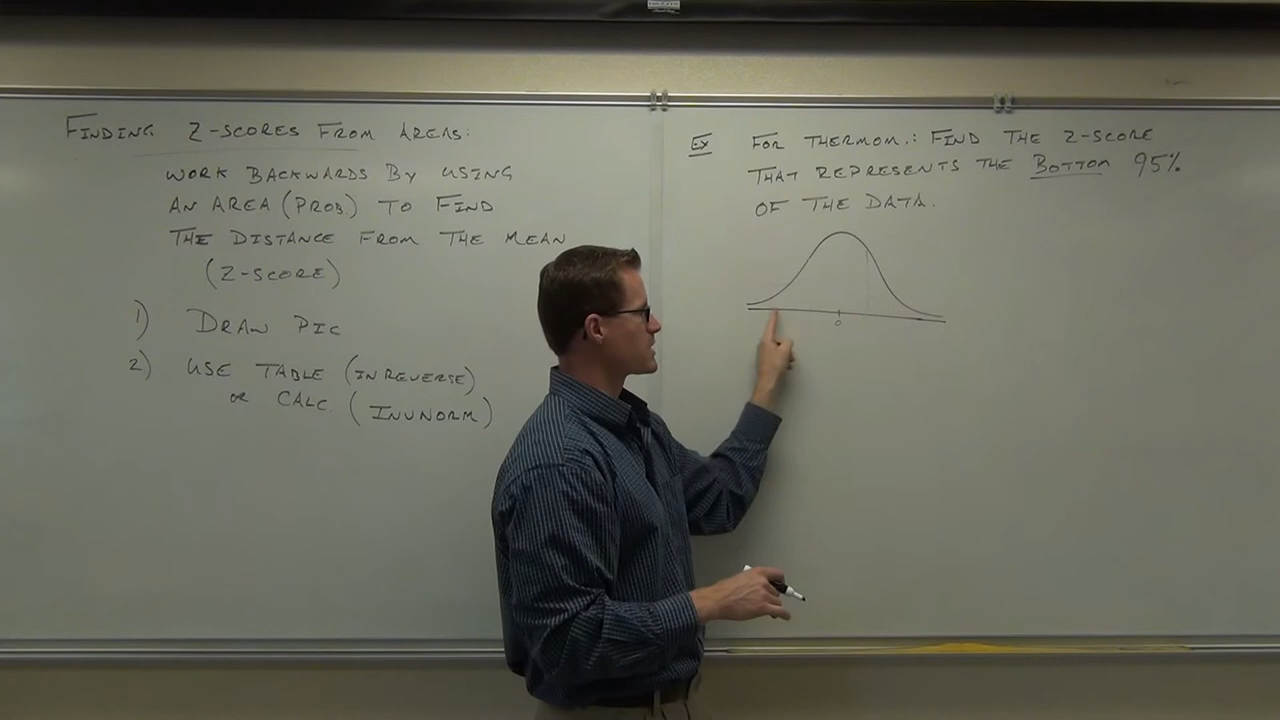 FINDING Z-SCORES FROM AREAS:
WORK BACKWARDS BY USING
AN AREA (PROB.) TO FIND
THE DISTANCE FROM THE MEAN
(Z-SCORE)
1) DRAW PIC
2) USE TABLE (IN REVERSE)
OR CALC. (INVNORM)
EX FOR THERMOM.: FIND THE Z-SCORE
THAT REPRESENTS THE BOTTOM 95%
OF THE DATA.
0